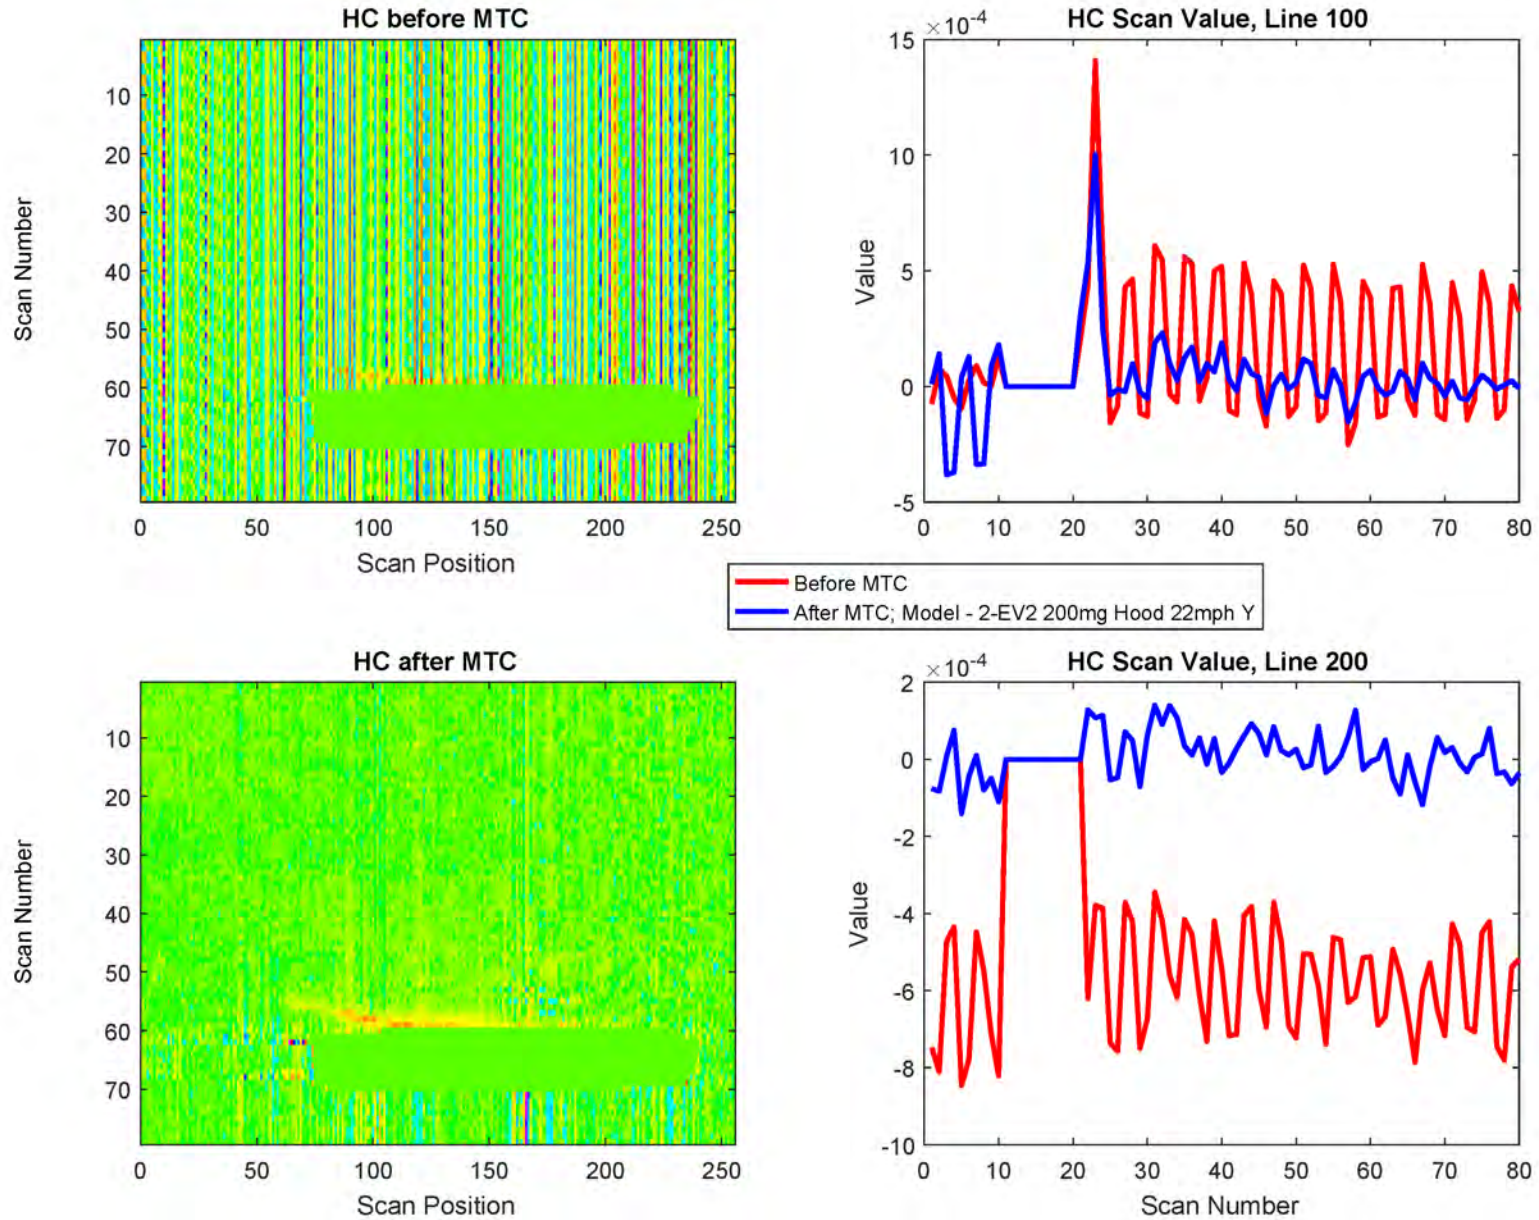 HC before MTC
Scan Number
10
20
30
40
50
60
70
0 50 100 150 200 250
Scan Position
HC Scan Value, Line 100
×10-4
Value
15
10
5
0
-5
0 10 20 30 40 50 60 70 80
Before MTC
After MTC; Model - 2-EV2 200mg Hood 22mph Y
HC after MTC
Scan Number
10
20
30
40
50
60
70
0 50 100 150 200 250
Scan Position
HC Scan Value, Line 200
×10-4
Value
2
0
-2
-4
-6
-8
-10
0 10 20 30 40 50 60 70 80
Scan Number